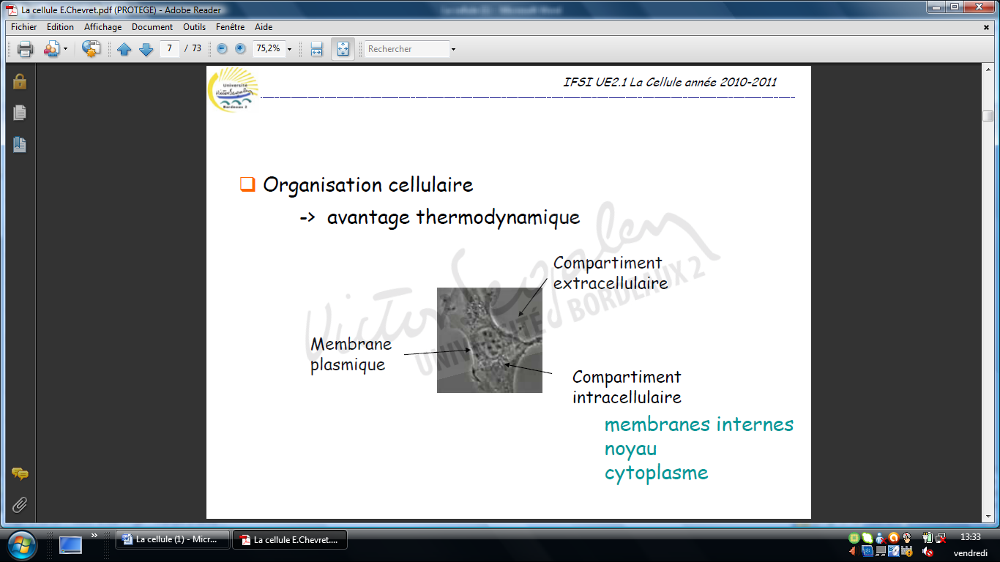 La cellule E.Chevret.pdf (PROTEGE) - Adobe Reader
Fichier Edition Affichage Document Outils Fenêtre Aide
7 / 73 75,2% Rechercher
Université
Victor Segalen
Bordeaux 2
IFSI UE2.1 La Cellule année 2010-2011
Organisation cellulaire
-> avantage thermodynamique
Compartiment
extracellulaire
Victor Segalen
UNIVERSITÉ BORDEAUX 2
Membrane
plasmique
Compartiment
intracellulaire
membranes internes
noyau
cytoplasme
La cellule (1) - Micr...
La cellule E.Chevret....
13:33
vendredi